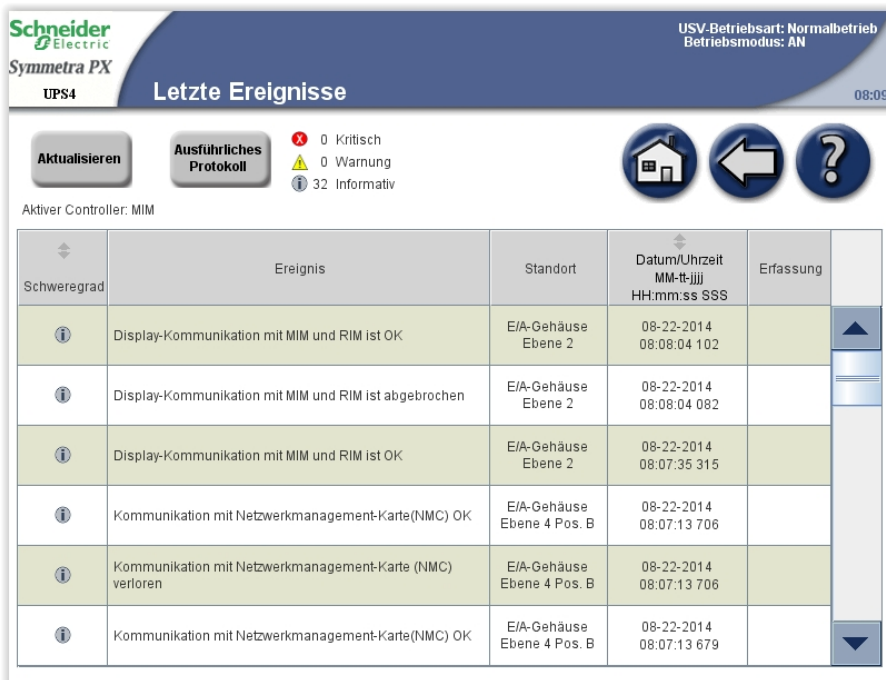 Schneider
Electric
Symmetra PX
UPS4
Letzte Ereignisse
USV-Betriebsart: Normalbetrieb
Betriebsmodus: AN
08:09
Aktualisieren
Ausführliches
Protokoll
0 Kritisch
0 Warnung
32 Informativ
?
Aktiver Controller: MIM
Schweregrad
Ereignis
Standort
Datum/Uhrzeit
MM-tt-jjjj
HH:mm:ss SSS
Erfassung
Display-Kommunikation mit MIM und RIM ist OK
E/A-Gehäuse
Ebene 2
08-22-2014
08:08:04 102
Display-Kommunikation mit MIM und RIM ist abgebrochen
E/A-Gehäuse
Ebene 2
08-22-2014
08:08:04 082
Display-Kommunikation mit MIM und RIM ist OK
E/A-Gehäuse
Ebene 2
08-22-2014
08:07:35 315
Kommunikation mit Netzwerkmanagement-Karte(NMC) OK
E/A-Gehäuse
Ebene 4 Pos. B
08-22-2014
08:07:13 706
Kommunikation mit Netzwerkmanagement-Karte (NMC)
verloren
E/A-Gehäuse
Ebene 4 Pos. B
08-22-2014
08:07:13 706
Kommunikation mit Netzwerkmanagement-Karte(NMC) OK
E/A-Gehäuse
Ebene 4 Pos. B
08-22-2014
08:07:13 679